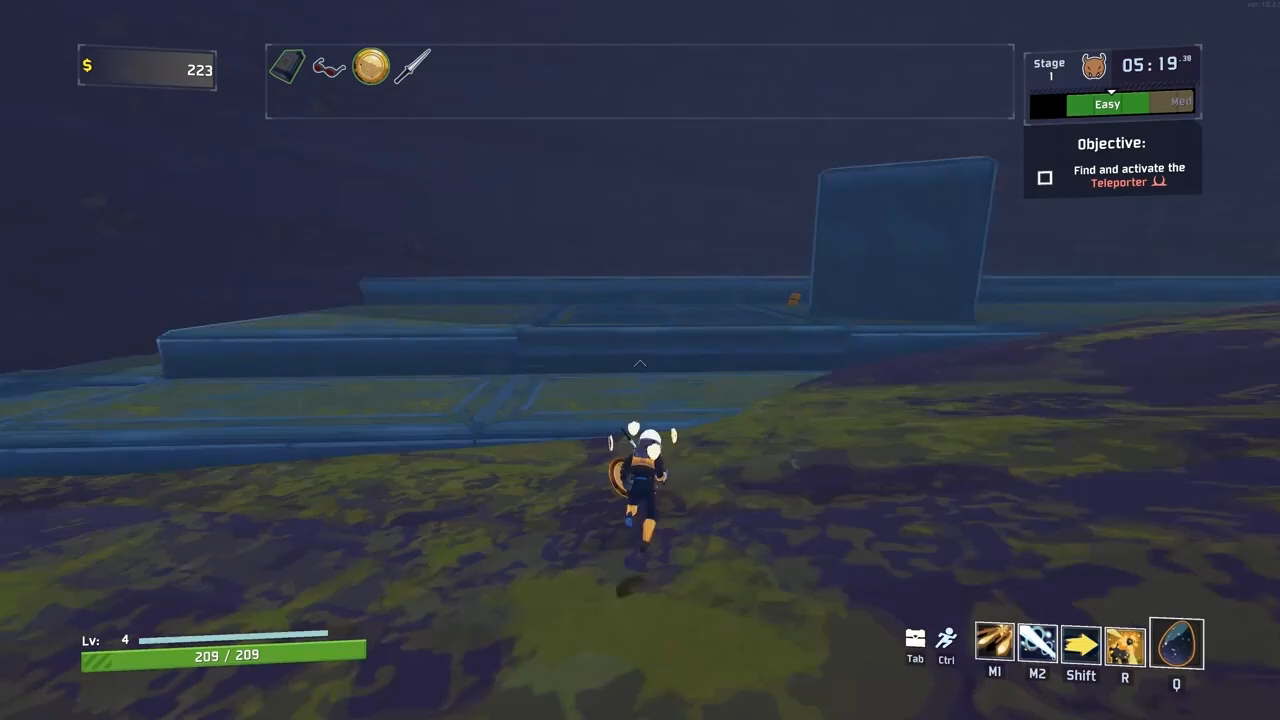 $ 223
Stage
1
05:19.38
Easy
Med
Objective:
Find and activate the
Teleporter
Lv: 4
209 / 209
Tab
Ctrl
M1
M2
Shift
R
Q